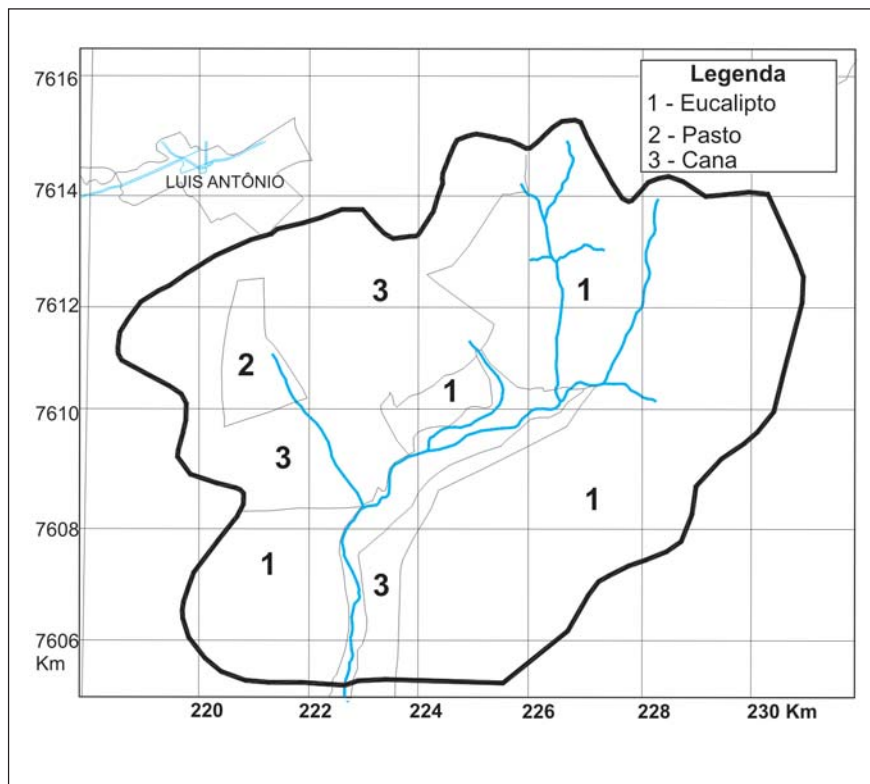 7616
Legenda
1 - Eucalipto
2 - Pasto
3 - Cana
LUIS ANTÔNIO
7614
7612
3
1
2
1
7610
3
1
7608
1
3
7606
Km
220 222 224 226 228 230 Km